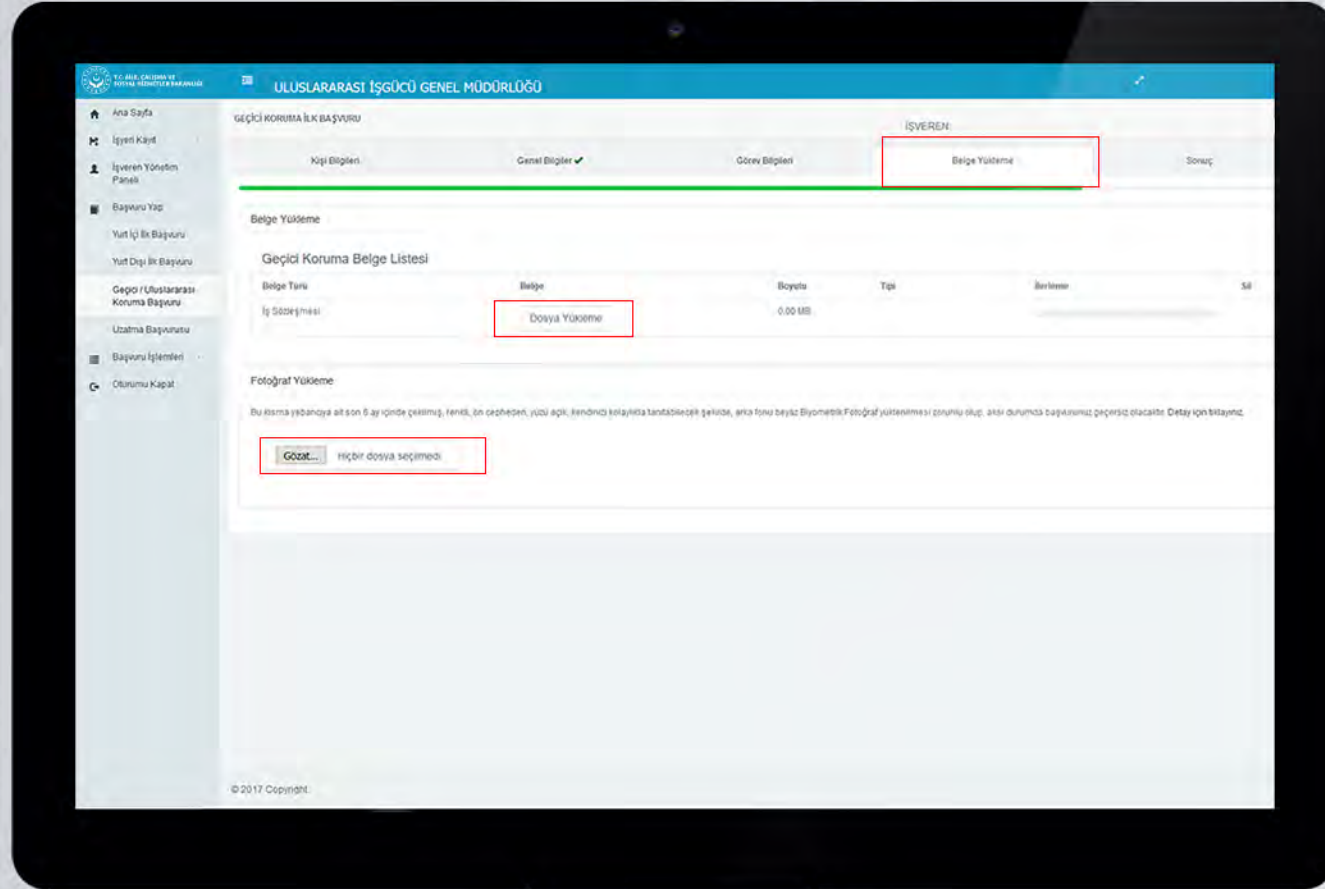 T.C. AİLE, ÇALIŞMA VE
SOSYAL HİZMETLER BAKANLIĞI
ULUSLARARASI İŞGÜCÜ GENEL MÜDÜRLÜĞÜ
Ana Sayfa
İşyeri Kayıt
İşveren Yönetim
Paneli
Başvuru Yap
Yurt İçi İlk Başvuru
Yurt Dışı İlk Başvuru
Geçici / Uluslararası
Koruma Başvuru
Uzatma Başvurusu
Başvuru İşlemleri
Oturumu Kapat
GEÇİCİ KORUMA İLK BAŞVURU
İŞVEREN:
Kişi Bilgileri
Genel Bilgiler ✔
Görev Bilgileri
Belge Yükleme
Sonuç
Belge Yükleme
Geçici Koruma Belge Listesi
Belge Türü Belge Boyutu Tipi İlerleme Sil
İş Sözleşmesi Dosya Yükleme 0.00 MB
Fotoğraf Yükleme
Bu kısma yabancıya ait son 6 ay içinde çekilmiş, renkli, ön cepheden, yüzü açık, kendinizi kolaylıkla tanıtabilecek şekilde, arka fonu beyaz Biyometrik Fotoğraf yüklenilmesi zorunlu olup, aksi durumda başvurunuz geçersiz olacaktır. Detay için tıklayınız.
Gözat... Hiçbir dosya seçilmedi.
© 2017 Copyright.